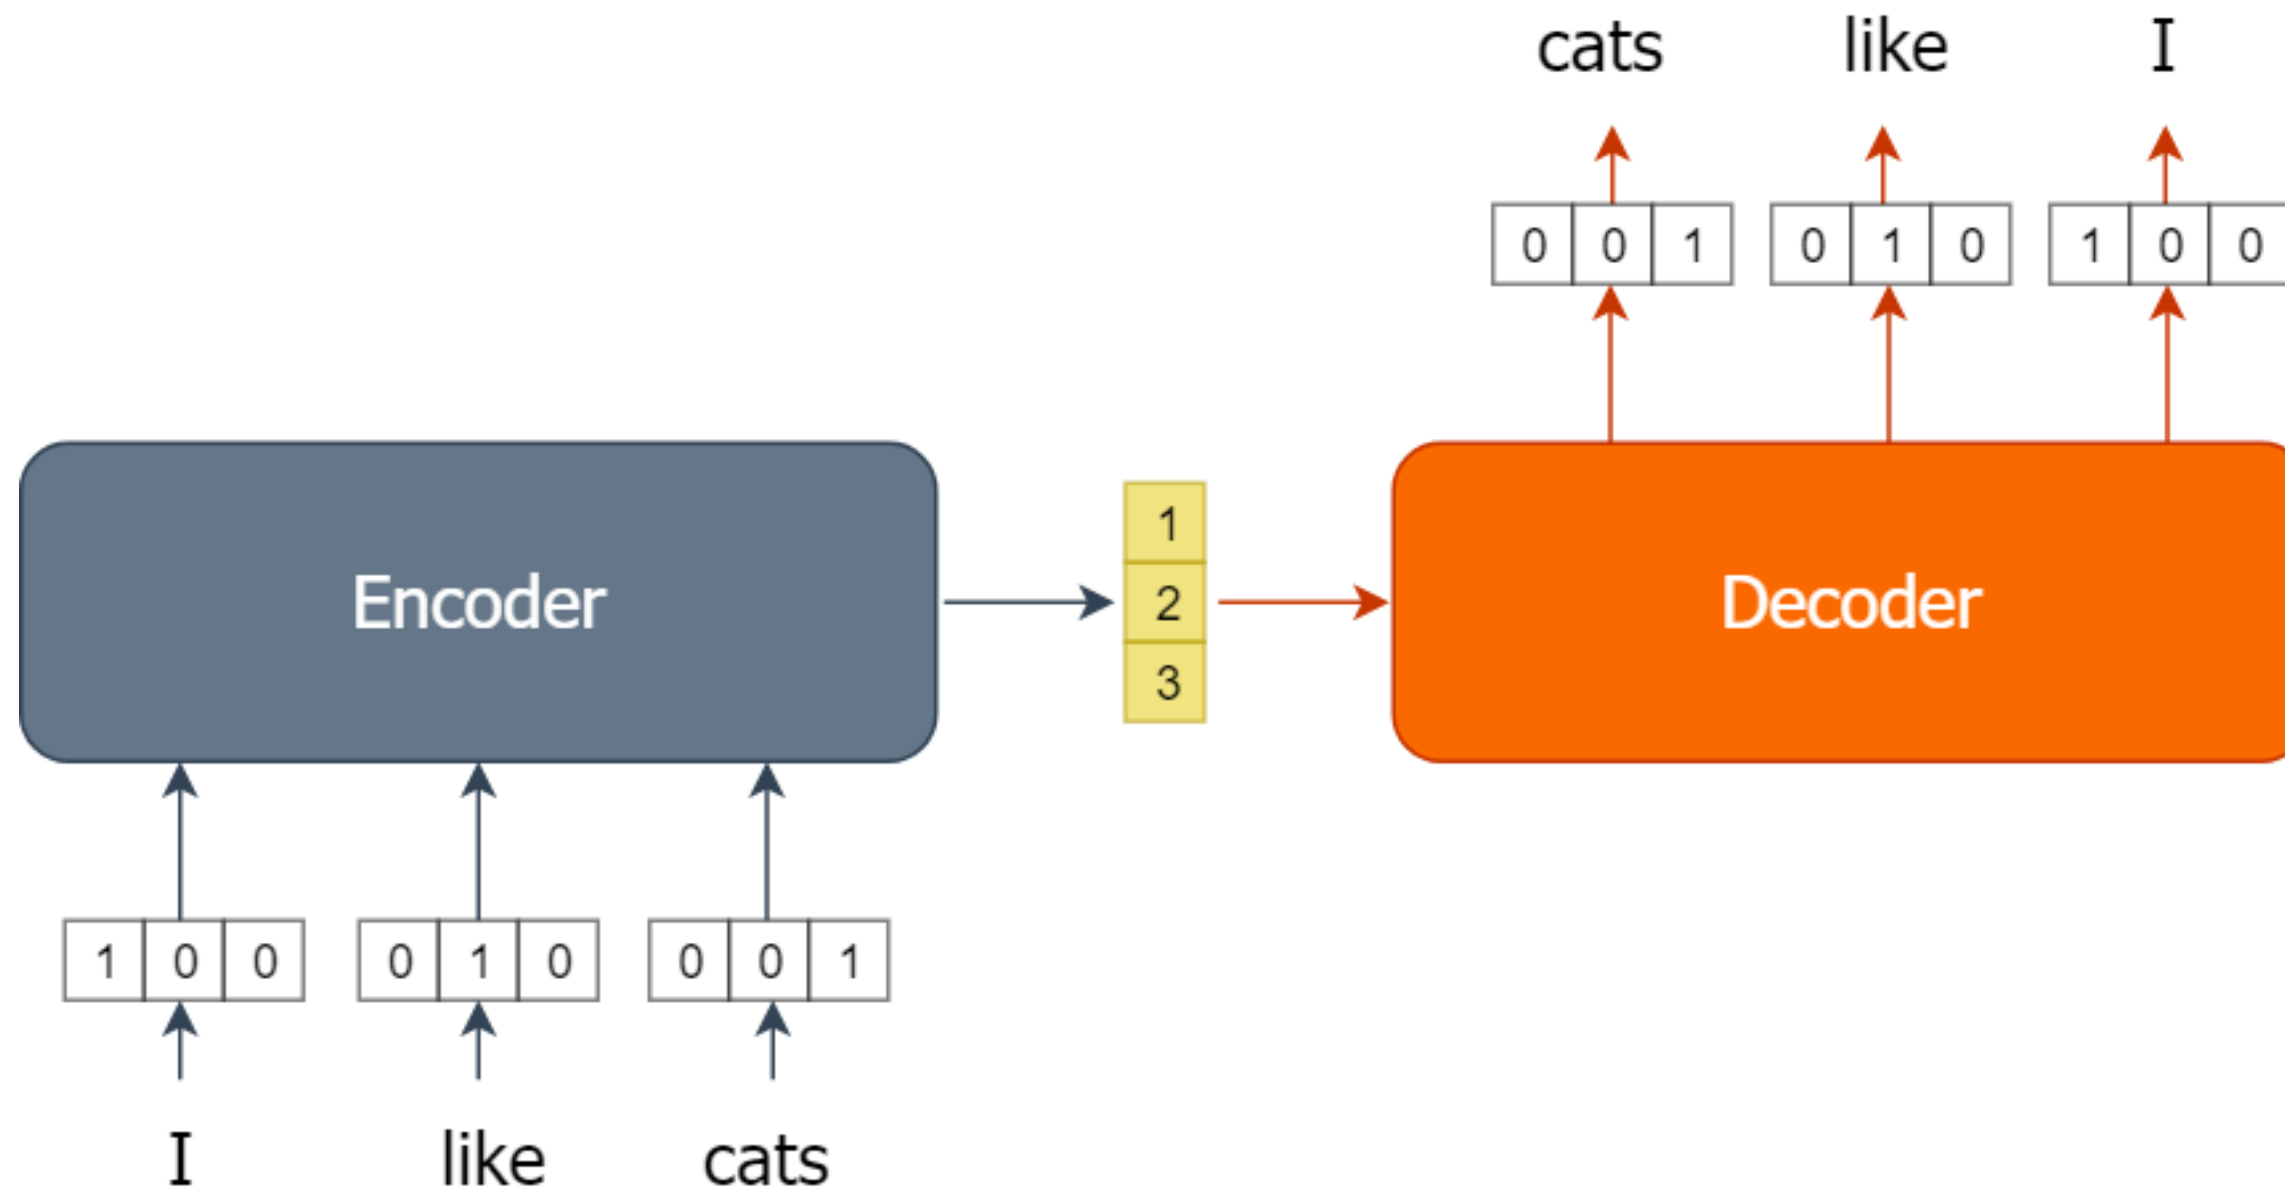 cats like I
0 0 1 0 1 0 1 0 0
1
Encoder 2 Decoder
3
1 0 0 0 1 0 0 0 1
I like cats